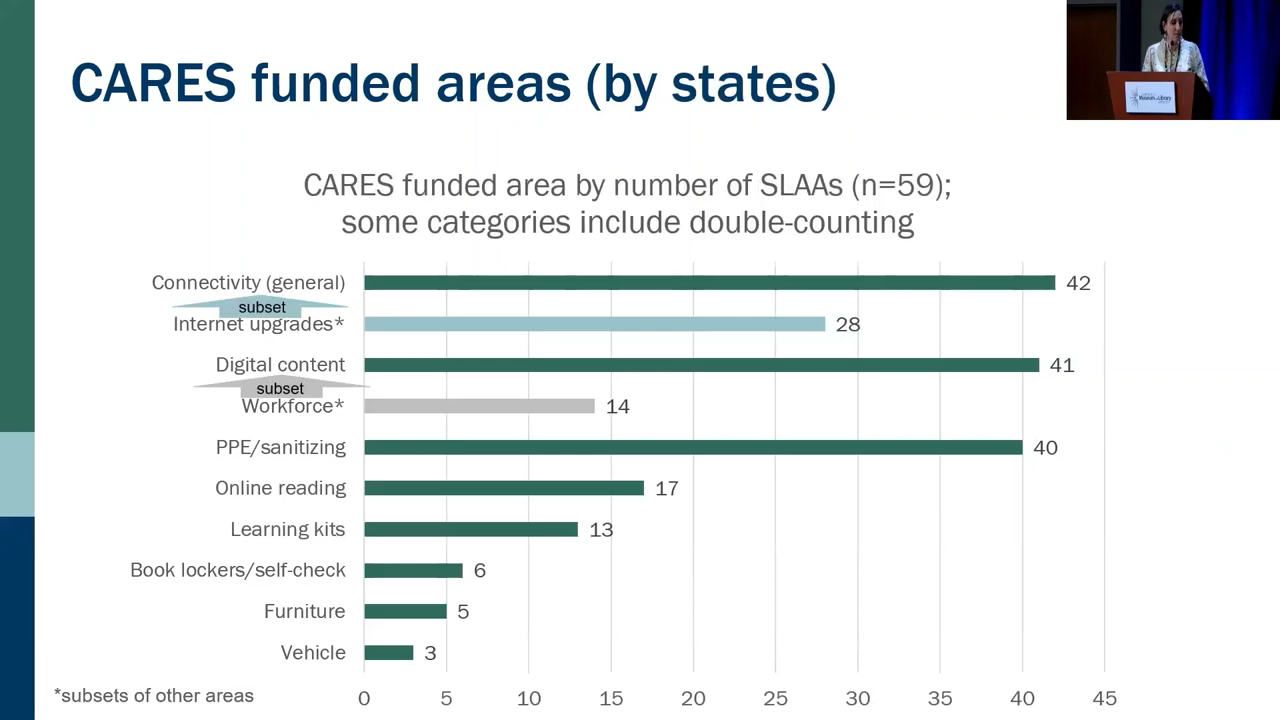 CARES funded areas (by states)
Museum and Library
CARES funded area by number of SLAAs (n=59);
some categories include double-counting
Connectivity (general) 42
subset
Internet upgrades* 28
Digital content 41
subset
Workforce* 14
PPE/sanitizing 40
Online reading 17
Learning kits 13
Book lockers/self-check 6
Furniture 5
Vehicle 3
0 5 10 15 20 25 30 35 40 45
*subsets of other areas